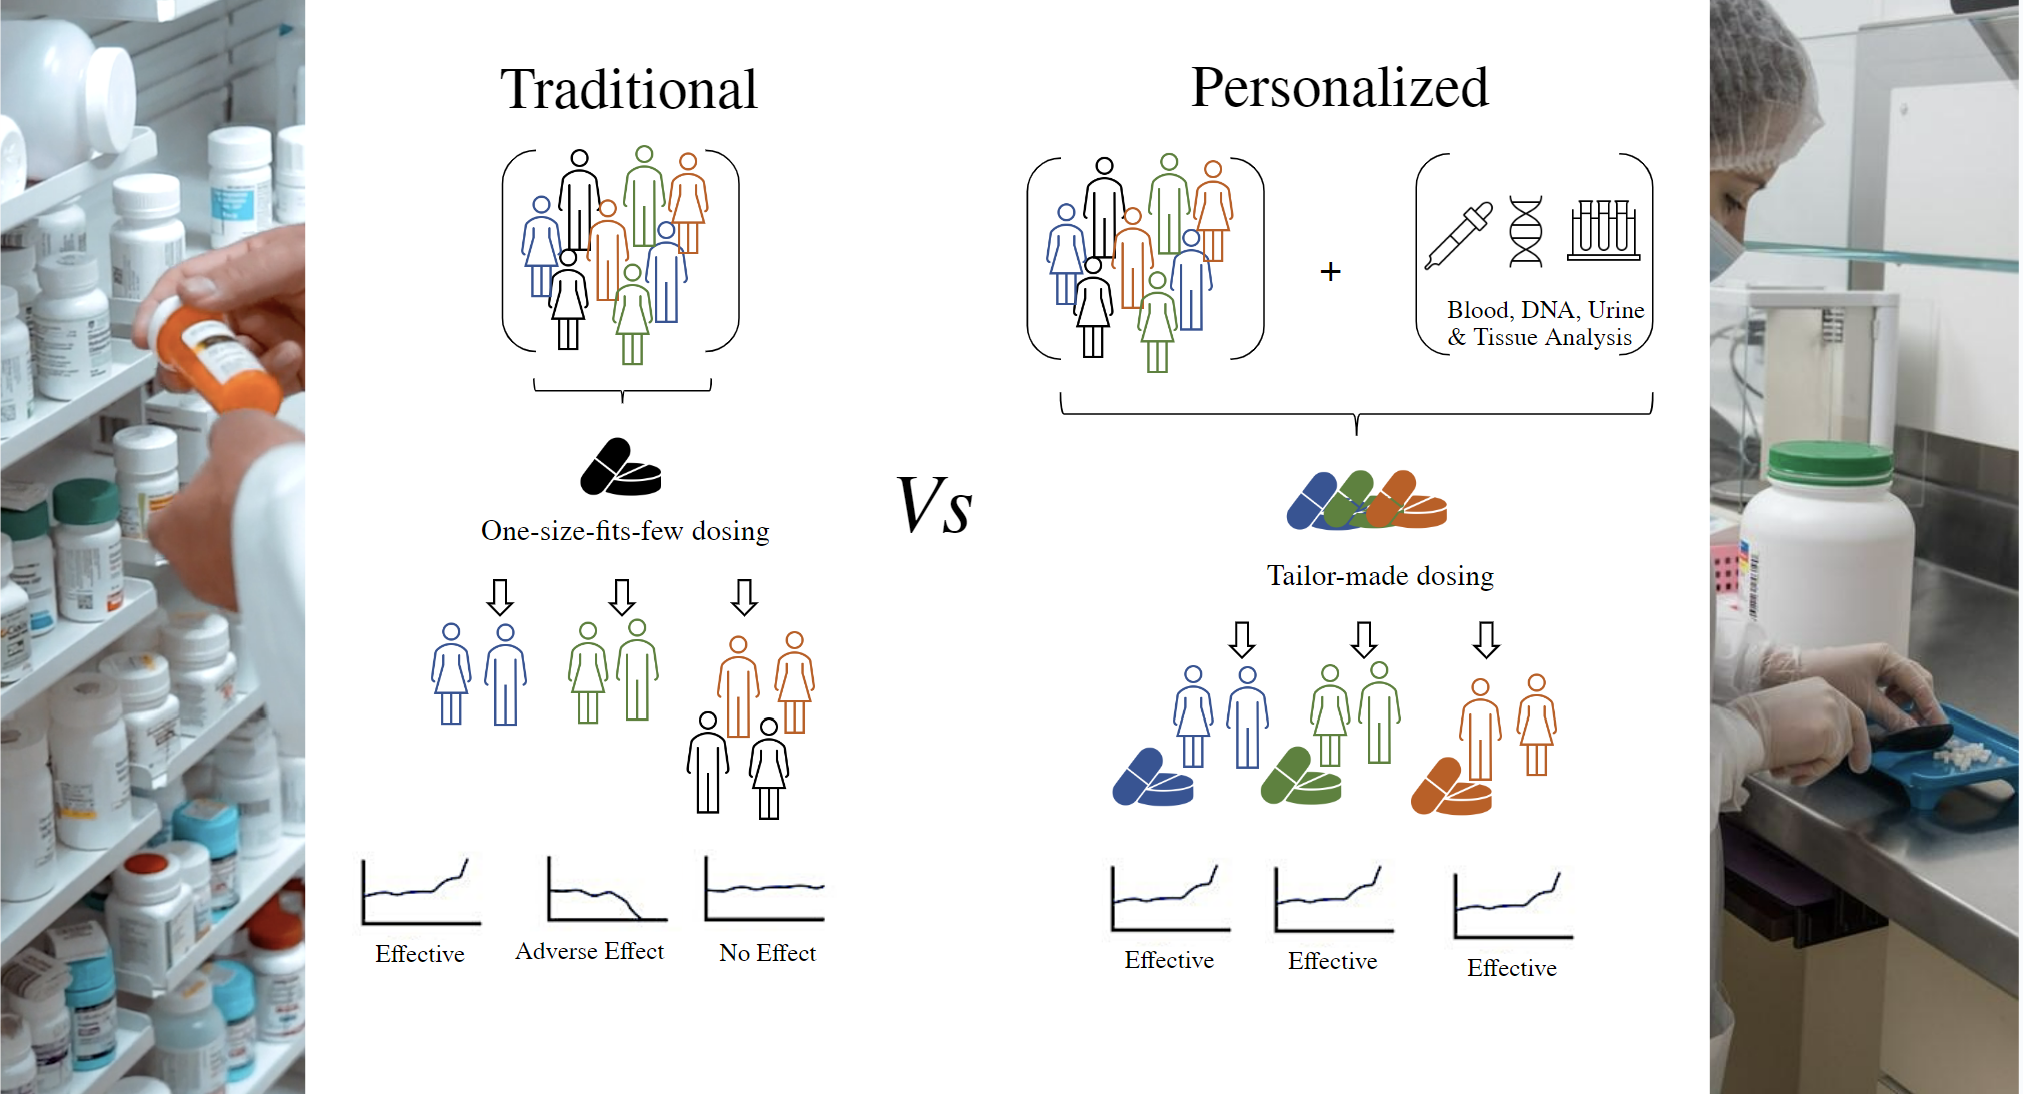 Traditional
One-size-fits-few dosing
Effective
Adverse Effect
No Effect
Vs
Personalized
+
Blood, DNA, Urine
& Tissue Analysis
Tailor-made dosing
Effective
Effective
Effective